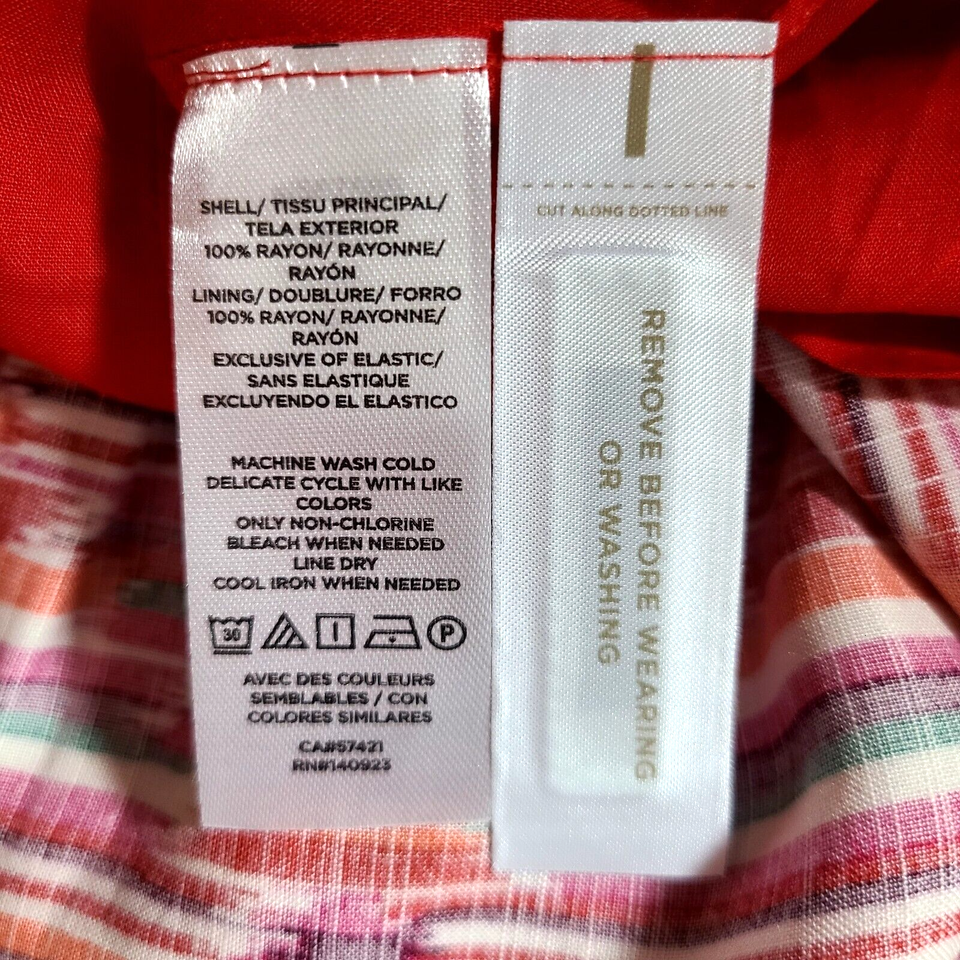 SHELL/ TISSU PRINCIPAL/
TELA EXTERIOR
100% RAYON/ RAYONNE/
RAYÓN
LINING/ DOUBLURE/ FORRO
100% RAYON/ RAYONNE/
RAYÓN
EXCLUSIVE OF ELASTIC/
SANS ELASTIQUE
EXCLUYENDO EL ELASTICO
MACHINE WASH COLD
DELICATE CYCLE WITH LIKE
COLORS
ONLY NON-CHLORINE
BLEACH WHEN NEEDED
LINE DRY
COOL IRON WHEN NEEDED
30
P
AVEC DES COULEURS
SEMBLABLES / CON
COLORES SIMILARES
CA#57421
RN#140923
CUT ALONG DOTTED LINE
REMOVE BEFORE WEARING
OR WASHING